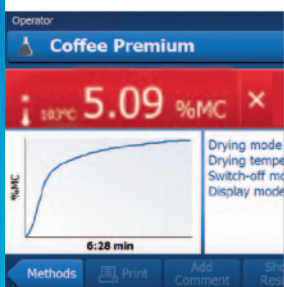 Operator
Coffee Premium
103°C 5.09 %MC ×
%MC
6:28 min
Drying mode
Drying tempe
Switch-off mo
Display mode
Methods
Print
Add
Comment
Sho
Res